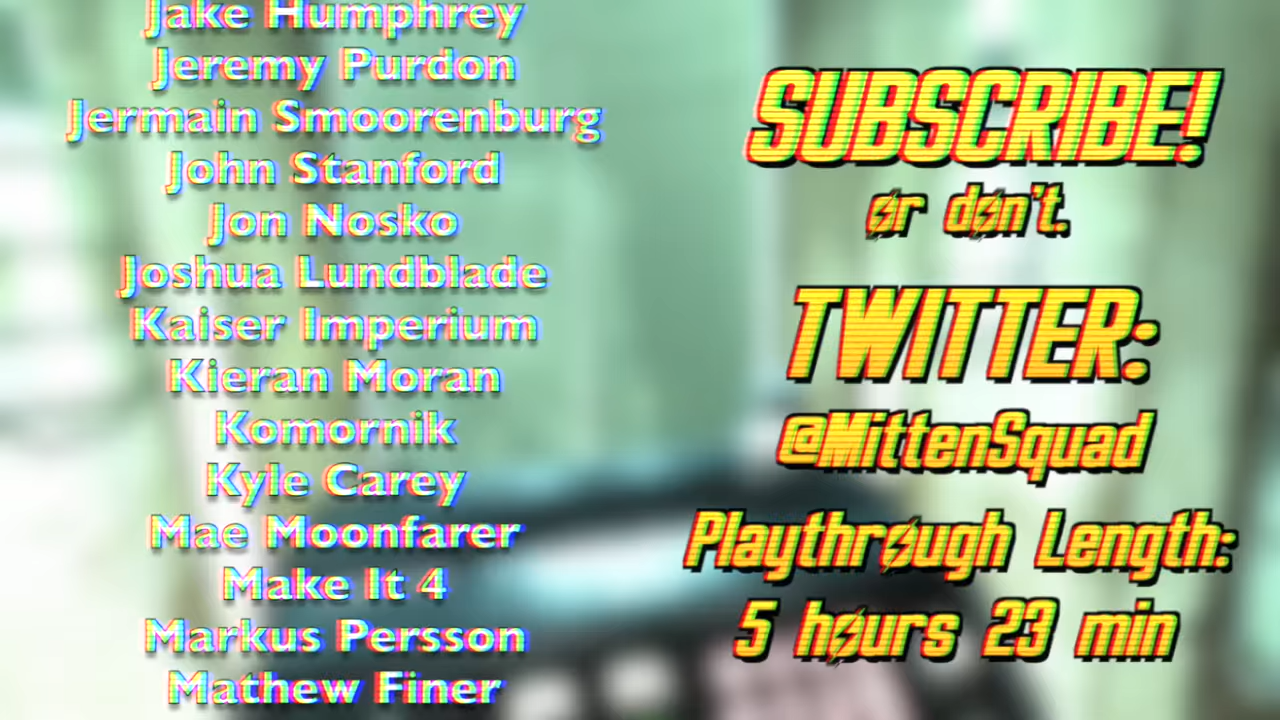 Jake Humphrey
Jeremy Purdon
Jermain Smoorenburg
John Stanford
Jon Nosko
Joshua Lundblade
Kaiser Imperium
Kieran Moran
Komornik
Kyle Carey
Mae Moonfarer
Make It 4
Markus Persson
Mathew Finer
SUBSCRIBE!
or don't.
TWITTER:
@MittenSquad
Playthrough Length:
5 hours 23 min